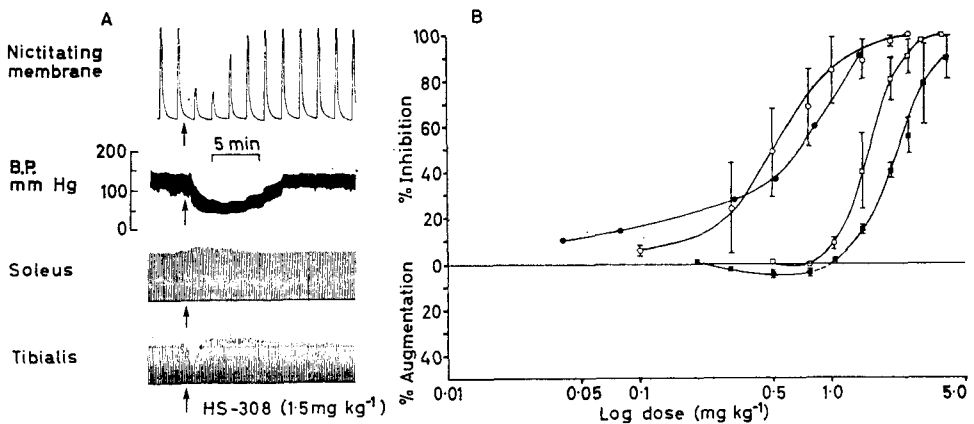 A
Nictitating
membrane
5 min
B.P.
mm Hg
200
100
0
Soleus
Tibialis
HS-308 (1·5mg kg⁻¹)
B
% Inhibition
100
80
60
40
20
0
% Augmentation
20
40
0·01
0·05
0·1
0·5
1·0
5·0
Log dose (mg kg⁻¹)